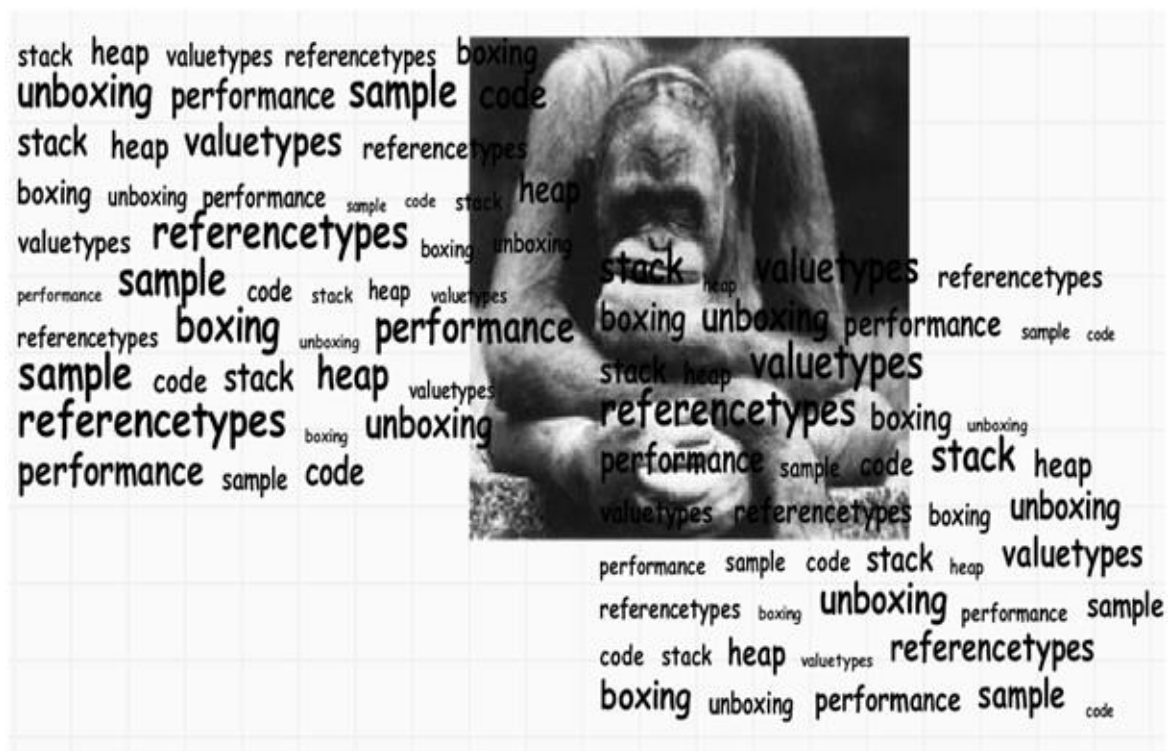 stack heap valuetypes referencetypes boxing
unboxing performance sample code
stack heap valuetypes referencetypes
boxing unboxing performance sample code stack heap
valuetypes referencetypes boxing unboxing
performance sample code stack heap valuetypes
referencetypes boxing unboxing performance
sample code stack heap valuetypes
referencetypes boxing unboxing
performance sample code
stack heap valuetypes referencetypes
boxing unboxing performance sample code
stack heap valuetypes
referencetypes boxing unboxing
performance sample code stack heap
valuetypes referencetypes boxing unboxing
performance sample code stack heap valuetypes
referencetypes boxing unboxing performance sample
code stack heap valuetypes referencetypes
boxing unboxing performance sample code